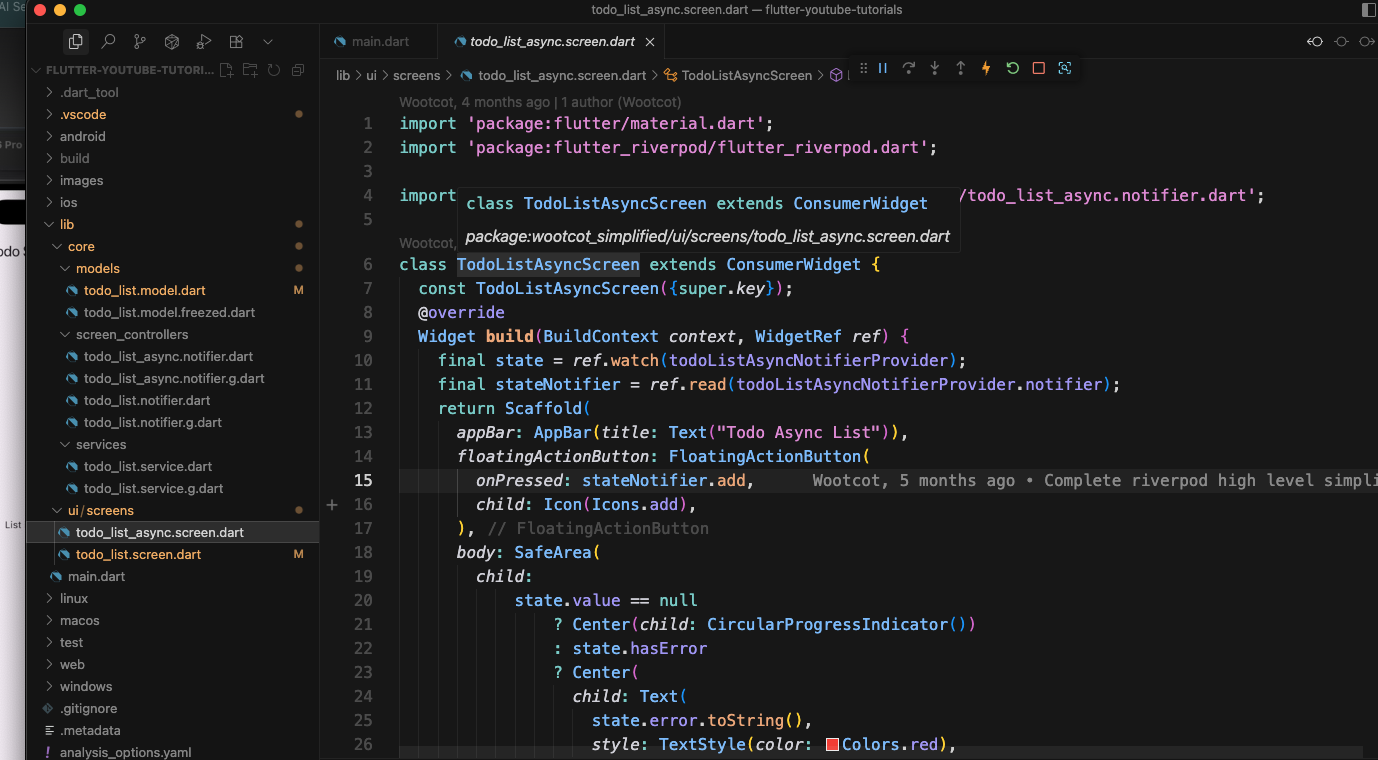 AI Se
todo_list_async.screen.dart — flutter-youtube-tutorials
main.dart
todo_list_async.screen.dart
FLUTTER-YOUTUBE-TUTORI...
lib > ui > screens > todo_list_async.screen.dart > TodoListAsyncScreen >
.dart_tool
.vscode
android
build
images
ios
lib
core
models
todo_list.model.dart M
todo_list.model.freezed.dart
screen_controllers
todo_list_async.notifier.dart
todo_list_async.notifier.g.dart
todo_list.notifier.dart
todo_list.notifier.g.dart
services
todo_list.service.dart
todo_list.service.g.dart
ui/screens
todo_list_async.screen.dart
todo_list.screen.dart M
main.dart
linux
macos
test
web
windows
.gitignore
.metadata
analysis_options.yaml
Pro
odo S
List
Wootcot, 4 months ago | 1 author (Wootcot)
1 import 'package:flutter/material.dart';
2 import 'package:flutter_riverpod/flutter_riverpod.dart';
3
4 import /todo_list_async.notifier.dart';
class TodoListAsyncScreen extends ConsumerWidget
package:wootcot_simplified/ui/screens/todo_list_async.screen.dart
5
Wootcot,
6 class TodoListAsyncScreen extends ConsumerWidget {
7 const TodoListAsyncScreen({super.key});
8 @override
9 Widget build(BuildContext context, WidgetRef ref) {
10 final state = ref.watch(todoListAsyncNotifierProvider);
11 final stateNotifier = ref.read(todoListAsyncNotifierProvider.notifier);
12 return Scaffold(
13 appBar: AppBar(title: Text("Todo Async List")),
14 floatingActionButton: FloatingActionButton(
15 onPressed: stateNotifier.add, Wootcot, 5 months ago • Complete riverpod high level simpli
16 child: Icon(Icons.add),
17 ), // FloatingActionButton
18 body: SafeArea(
19 child:
20 state.value == null
21 ? Center(child: CircularProgressIndicator())
22 : state.hasError
23 ? Center(
24 child: Text(
25 state.error.toString(),
26 style: TextStyle(color: Colors.red),